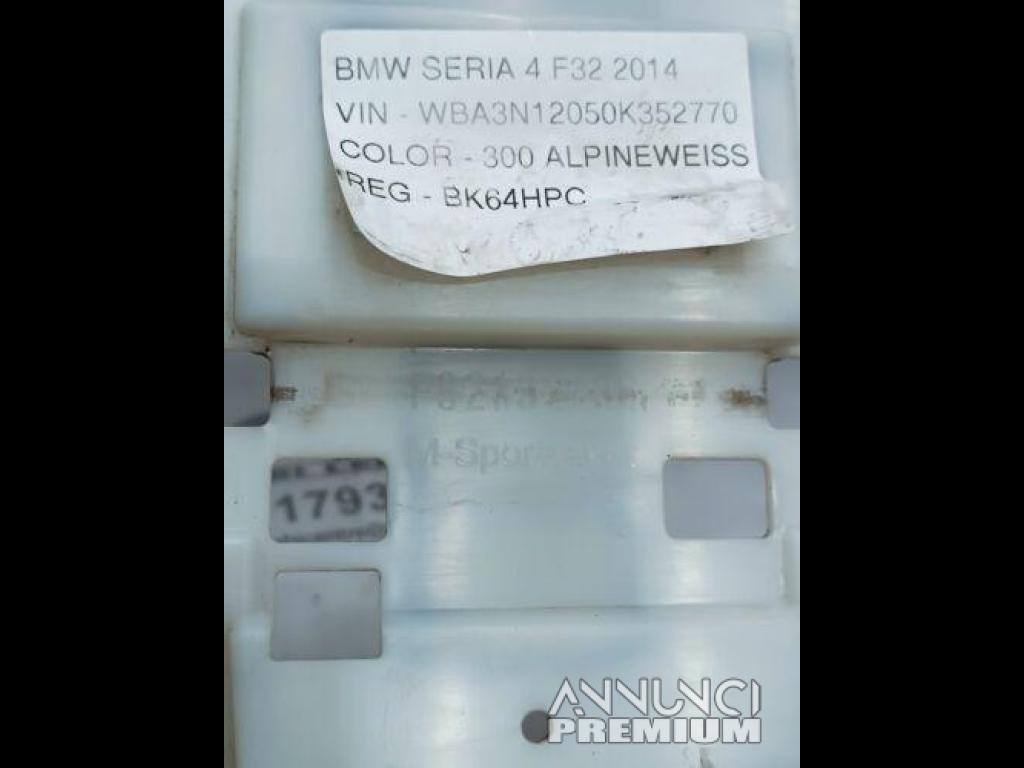 BMW SERIA 4 F32 2014
VIN - WBA3N12050K352770
COLOR - 300 ALPINEWEISS
*REG - BK64HPC
1793
ANNUNCI
PREMIUM